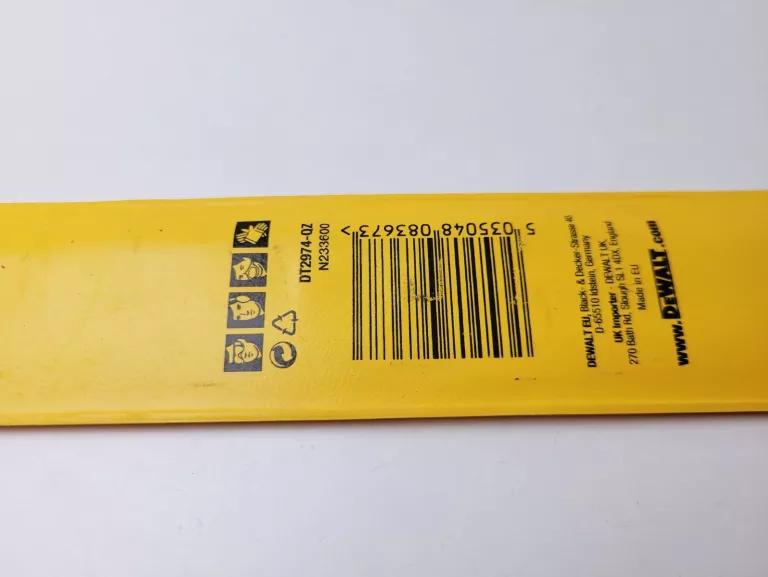 DT2974-QZ
N233600
5 035048 083673 >
DEWALT EU, Black- & Decker-Strasse 40
D-65510 Idstein, Germany
UK Importer - DEWALT UK,
270 Bath Rd, Slough SL1 4DX, England
Made in EU
www.DEWALT.com